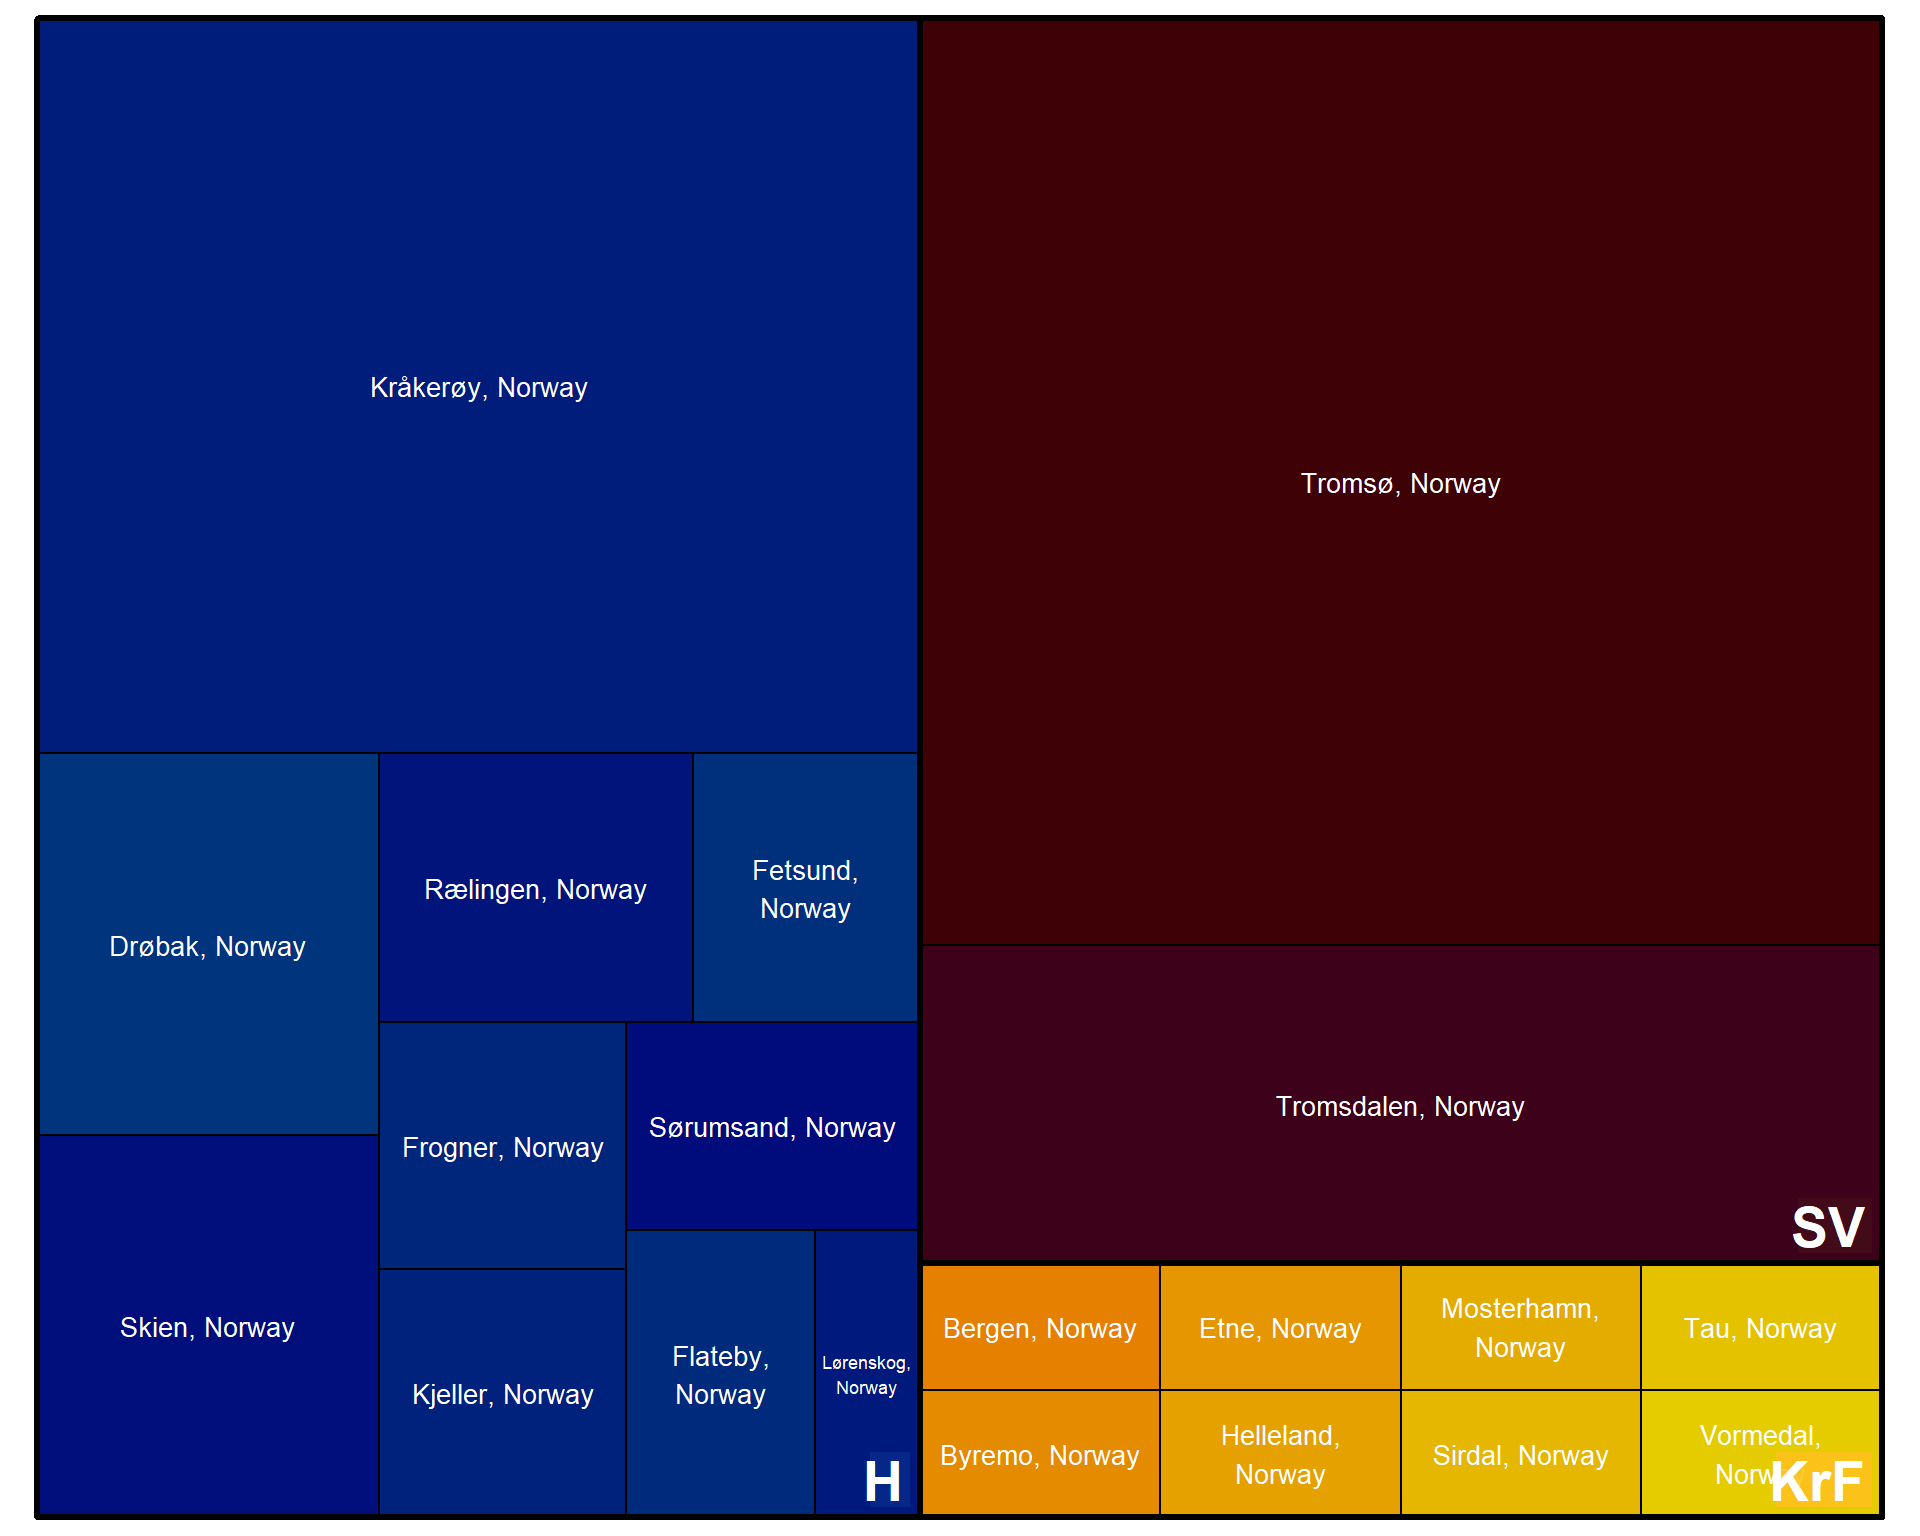 Kråkerøy, Norway
Tromsø, Norway
Drøbak, Norway
Rælingen, Norway
Fetsund,
Norway
Frogner, Norway
Sørumsand, Norway
Tromsdalen, Norway
SV
Skien, Norway
Kjeller, Norway
Flateby,
Norway
Lørenskog,
Norway
H
Bergen, Norway
Etne, Norway
Mosterhamn,
Norway
Tau, Norway
Byremo, Norway
Helleland,
Norway
Sirdal, Norway
Vormedal,
KrF